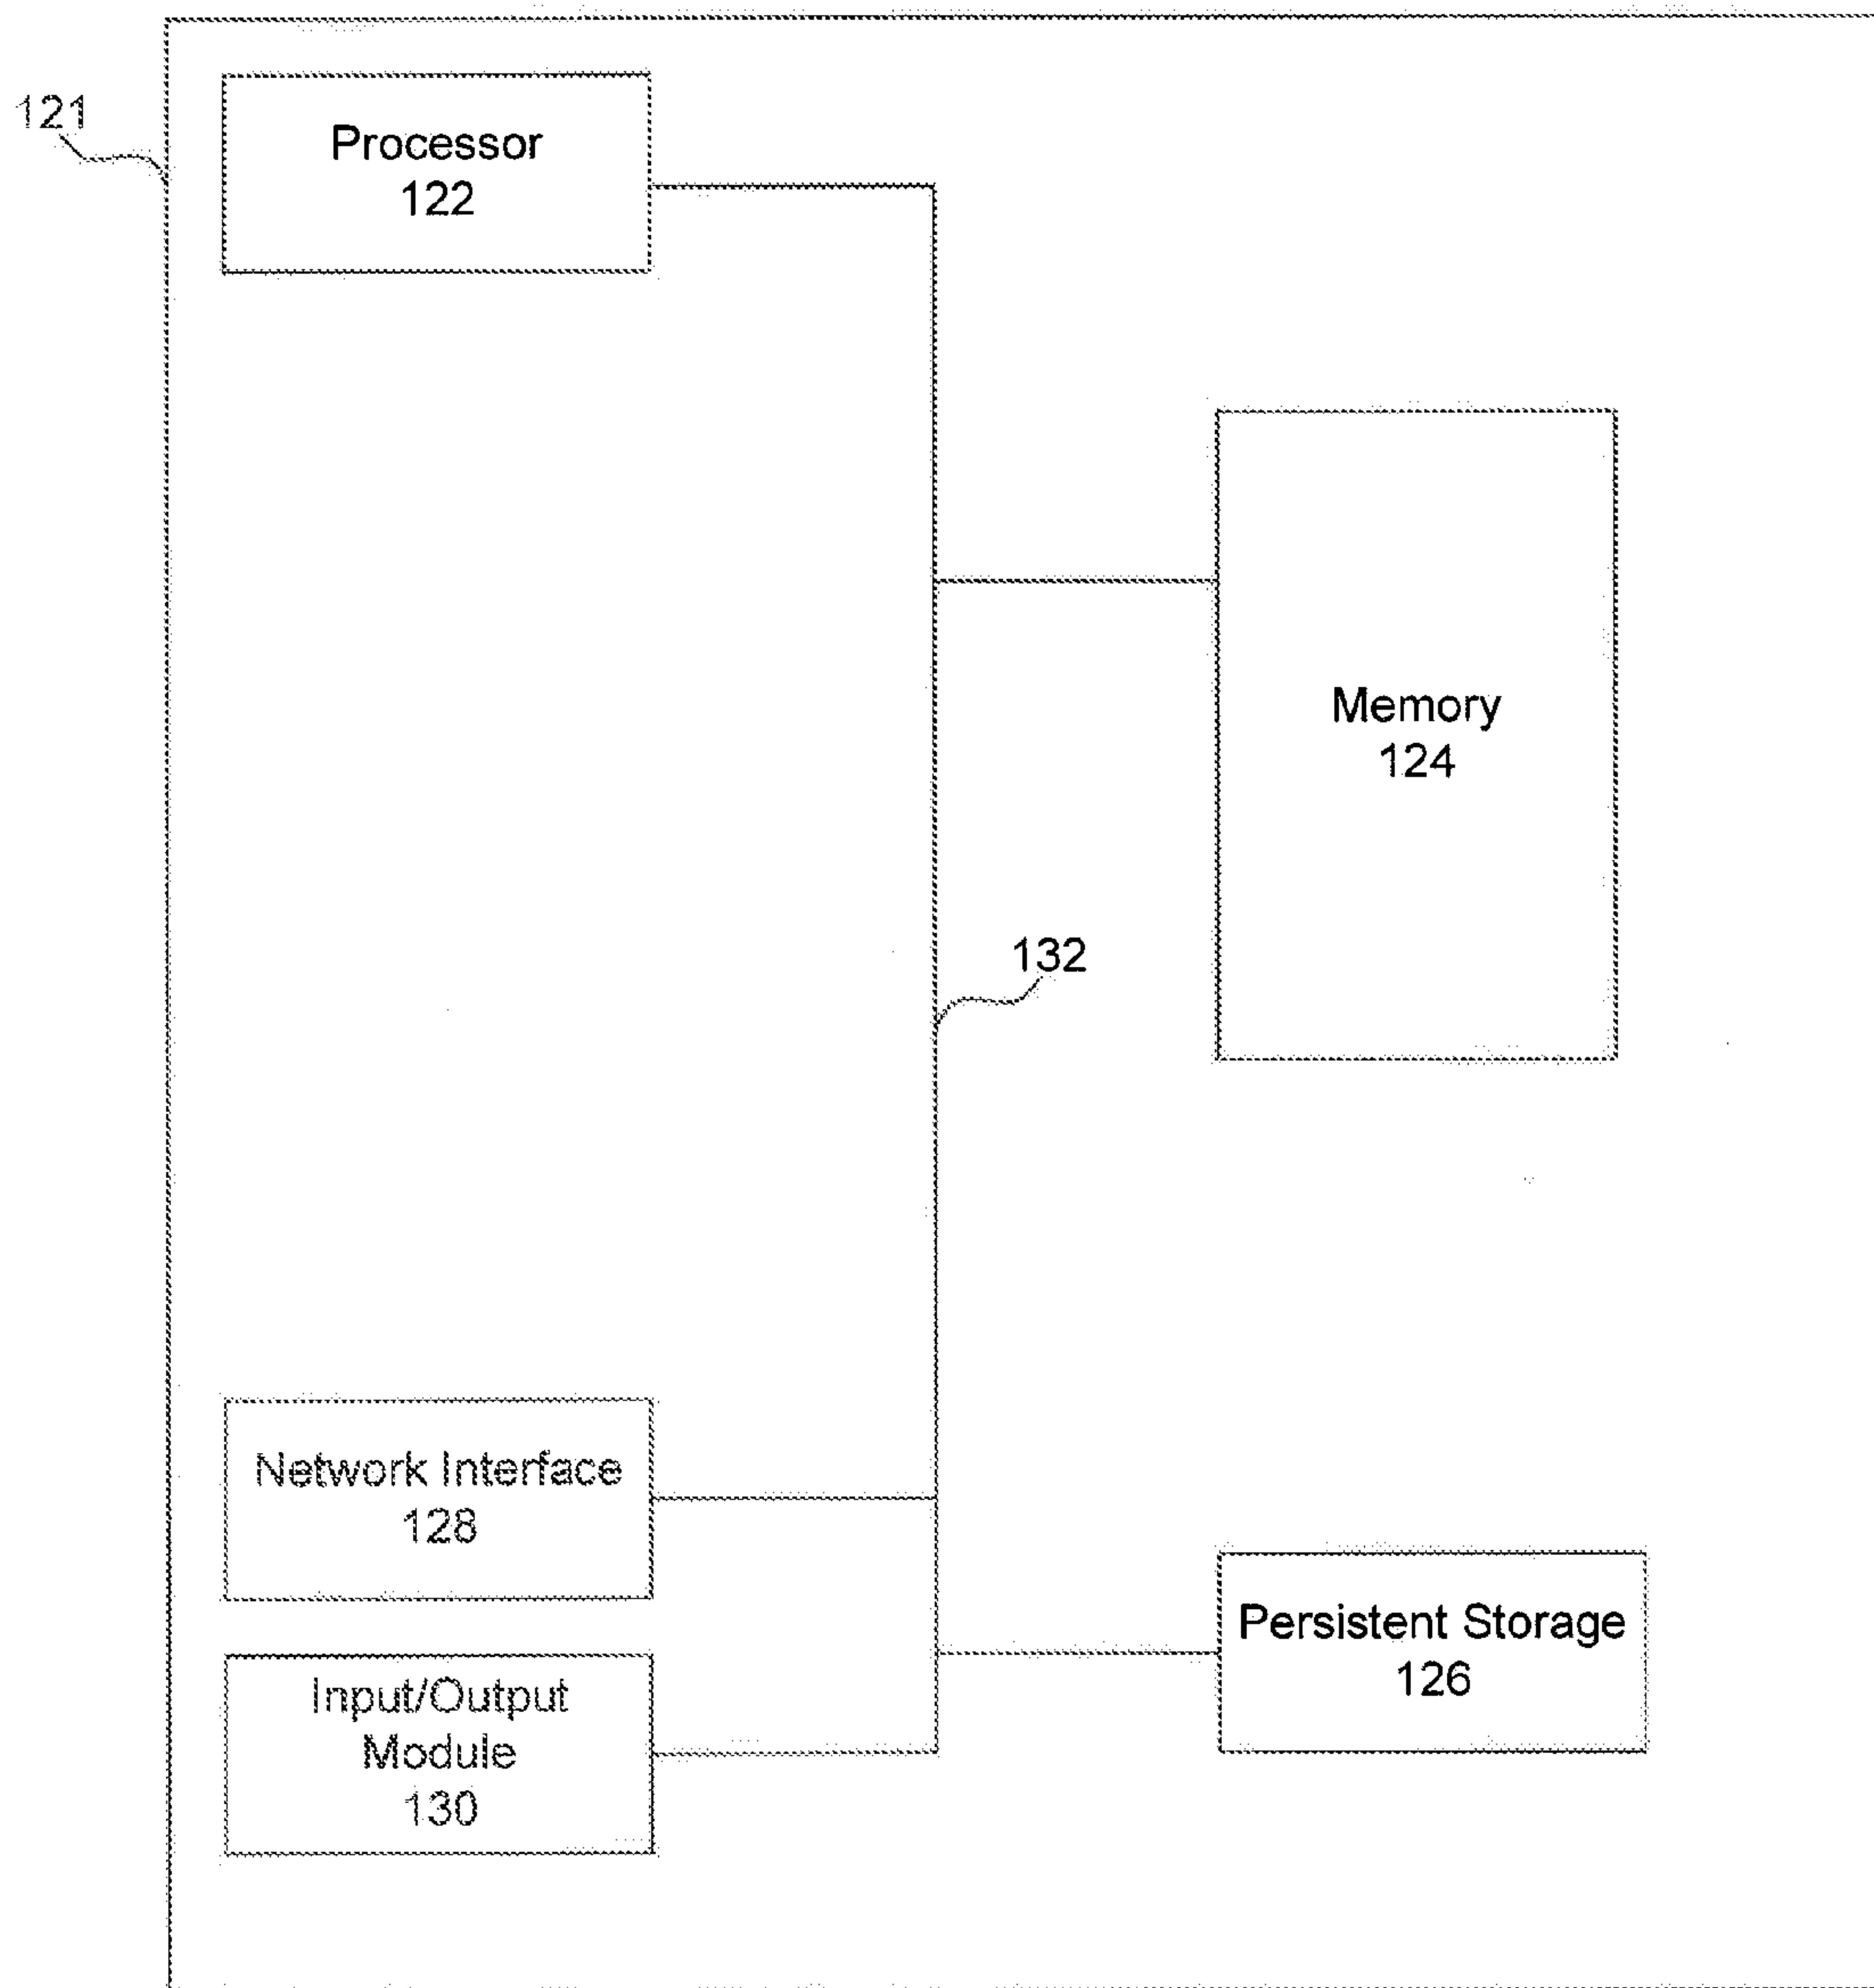 121
Processor
122
Memory
124
132
Network Interface
128
Persistent Storage
126
Input/Output
Module
130